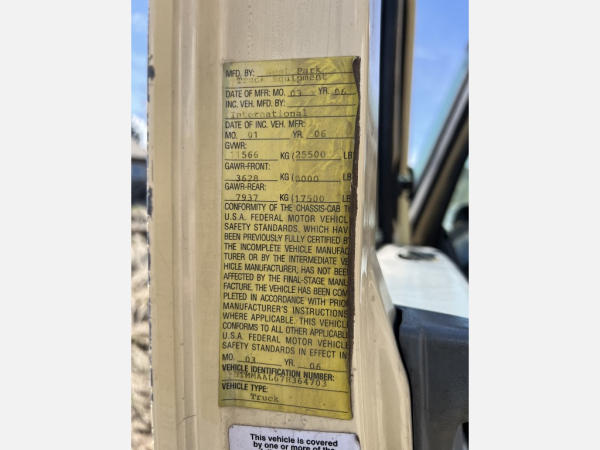 MFD. BY: Park
Truck Equipment
DATE OF MFR: MO. 03 YR. 06
INC. VEH. MFD. BY:
International
DATE OF INC. VEH. MFR:
MO. 01 YR. 06
GVWR:
11566 KG (25500 LB
GAWR-FRONT:
3628 KG (8000 LB
GAWR-REAR:
7937 KG (17500 LB
CONFORMITY OF THE CHASSIS-CAB T
U.S.A. FEDERAL MOTOR VEHICL
SAFETY STANDARDS, WHICH HAV
BEEN PREVIOUSLY FULLY CERTIFIED B
THE INCOMPLETE VEHICLE MANUFAC
TURER OR BY THE INTERMEDIATE VE
HICLE MANUFACTURER, HAS NOT BEE
AFFECTED BY THE FINAL-STAGE MANU
FACTURE. THE VEHICLE HAS BEEN COM
PLETED IN ACCORDANCE WITH PRIO
MANUFACTURER'S INSTRUCTIONS
WHERE APPLICABLE. THIS VEHICLE
CONFORMS TO ALL OTHER APPLICABL
U.S.A. FEDERAL MOTOR VEHICLE
SAFETY STANDARDS IN EFFECT IN
MO. 03 YR. 06
VEHICLE IDENTIFICATION NUMBER:
VEHICLE TYPE:
Truck
This vehicle is covered
by one or more of the